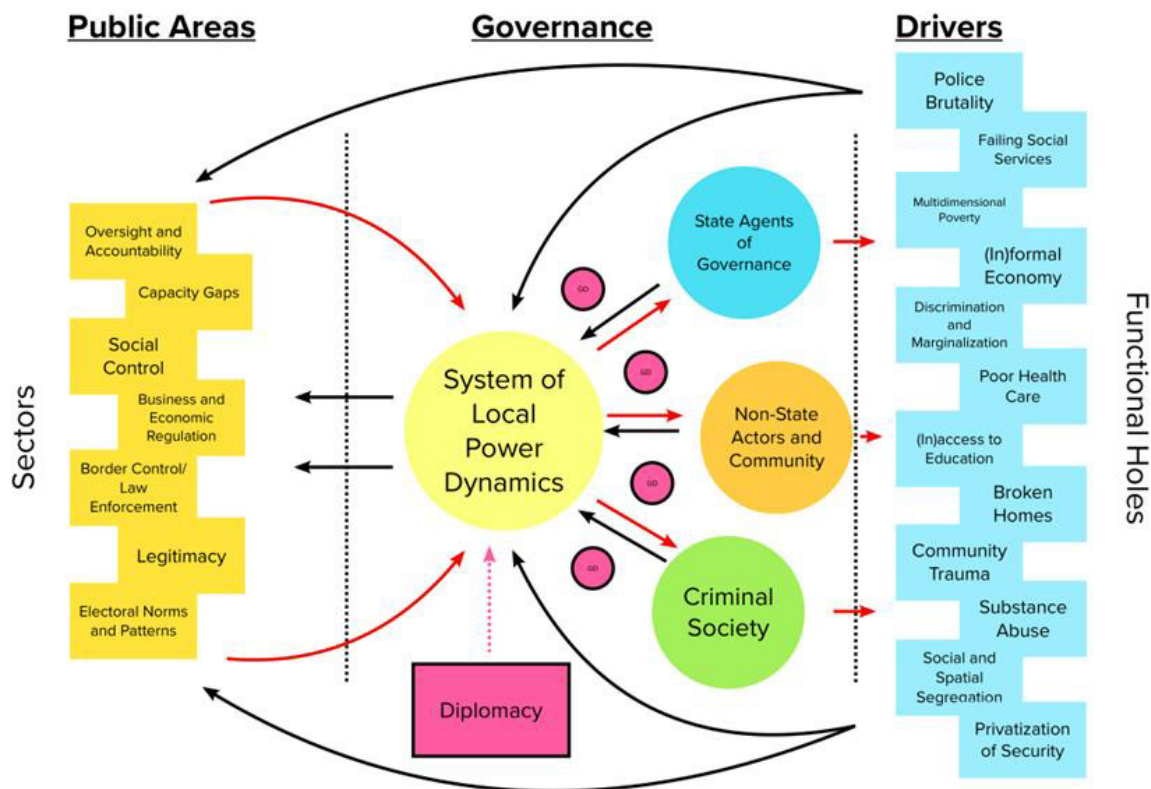 Public Areas
Governance
Drivers
Sectors
Oversight and
Accountability
Capacity Gaps
Social
Control
Business and
Economic
Regulation
Border Control/
Law
Enforcement
Legitimacy
Electoral Norms
and Patterns
System of
Local
Power
Dynamics
Diplomacy
GD
GD
GD
GD
State Agents
of
Governance
Non-State
Actors and
Community
Criminal
Society
Police
Brutality
Failing Social
Services
Multidimensional
Poverty
(In)formal
Economy
Discrimination
and
Marginalization
Poor Health
Care
(In)access to
Education
Broken
Homes
Community
Trauma
Substance
Abuse
Social and
Spatial
Segregation
Privatization
of Security
Functional Holes